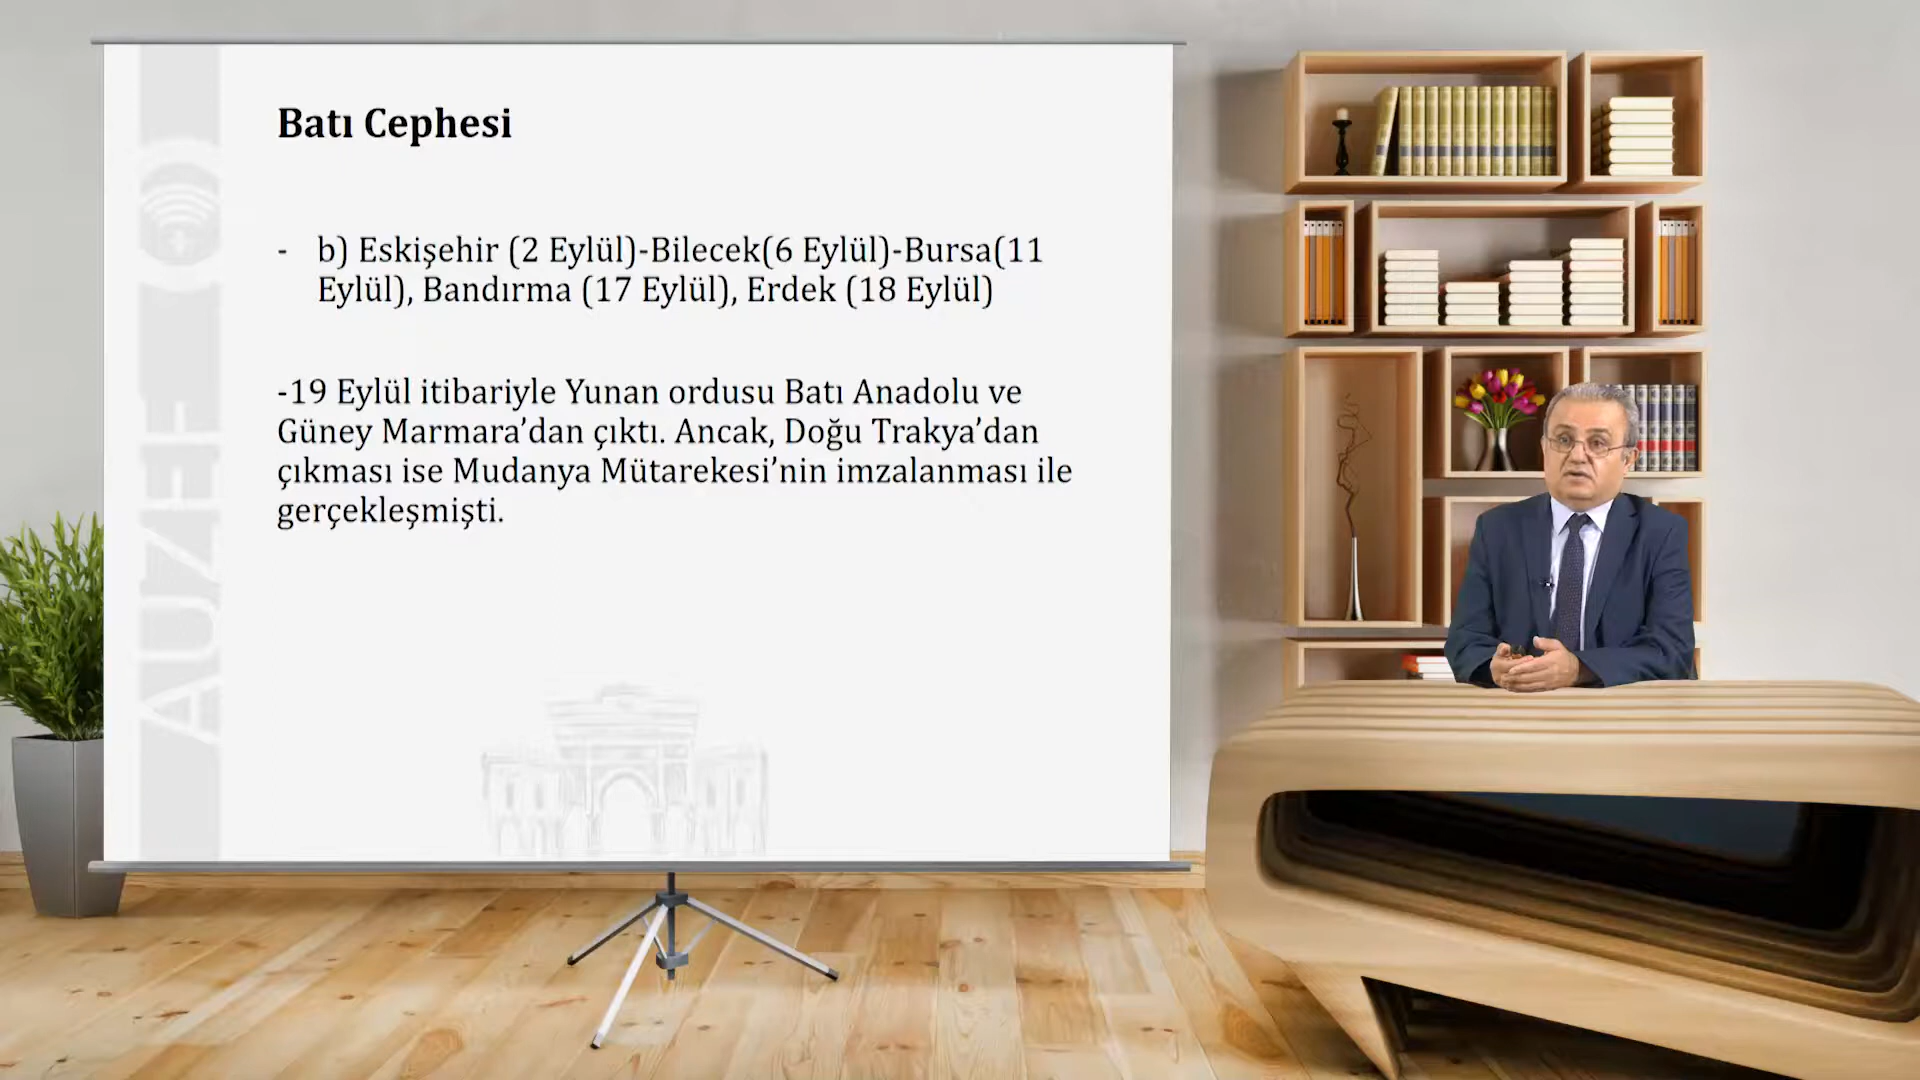 Batı Cephesi
- b) Eskişehir (2 Eylül)-Bilecek(6 Eylül)-Bursa(11
Eylül), Bandırma (17 Eylül), Erdek (18 Eylül)
-19 Eylül itibariyle Yunan ordusu Batı Anadolu ve
Güney Marmara’dan çıktı. Ancak, Doğu Trakya’dan
çıkması ise Mudanya Mütarekesi’nin imzalanması ile
gerçekleşmişti.
AUZEF